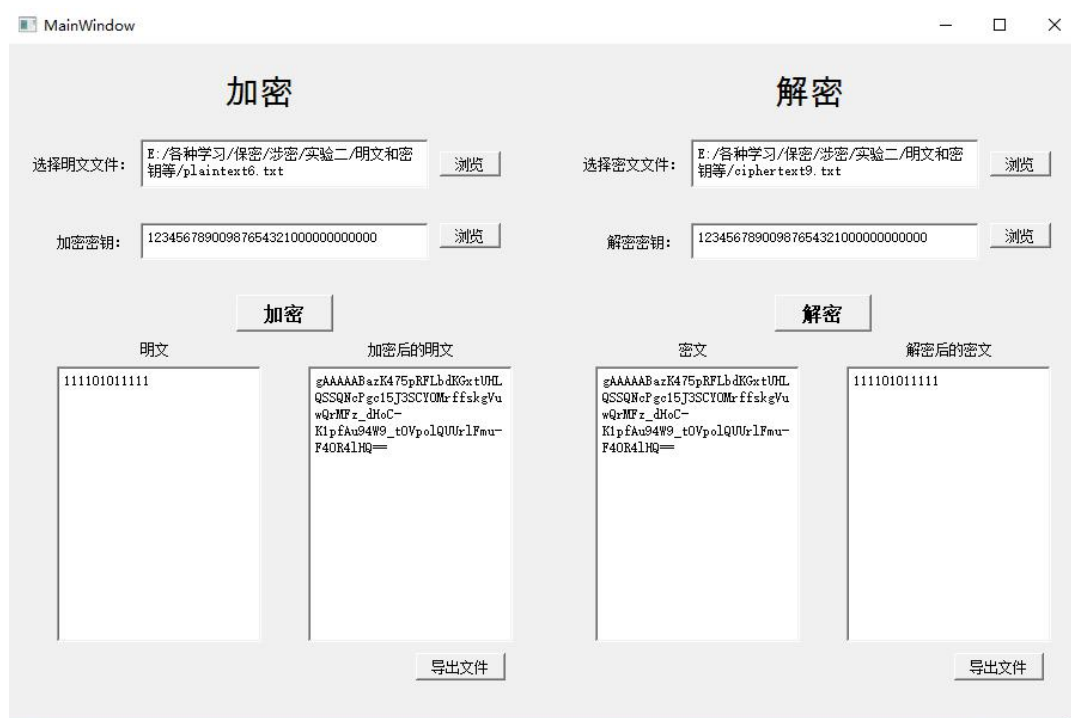 MainWindow
加密
解密
选择明文文件：
E:/各种学习/保密/涉密/实验二/明文和密
钥等/plaintext6.txt
浏览
选择密文文件：
E:/各种学习/保密/涉密/实验二/明文和密
钥等/ciphertext9.txt
浏览
加密密钥：
12345678900987654321000000000000
浏览
解密密钥：
12345678900987654321000000000000
浏览
加密
解密
明文
加密后的明文
密文
解密后的密文
111101011111
gAAAAABazK475pRFLbdKGxtUHL
QSSQNcPgc15J3SCYOMrffskgVu
wQrMFz_dHoC-
K1pfAu94W9_tOVpolQUUrlFmu-
F4OR4lHQ==
gAAAAABazK475pRFLbdKGxtUHL
QSSQNcPgc15J3SCYOMrffskgVu
wQrMFz_dHoC-
K1pfAu94W9_tOVpolQUUrlFmu-
F4OR4lHQ==
111101011111
导出文件
导出文件